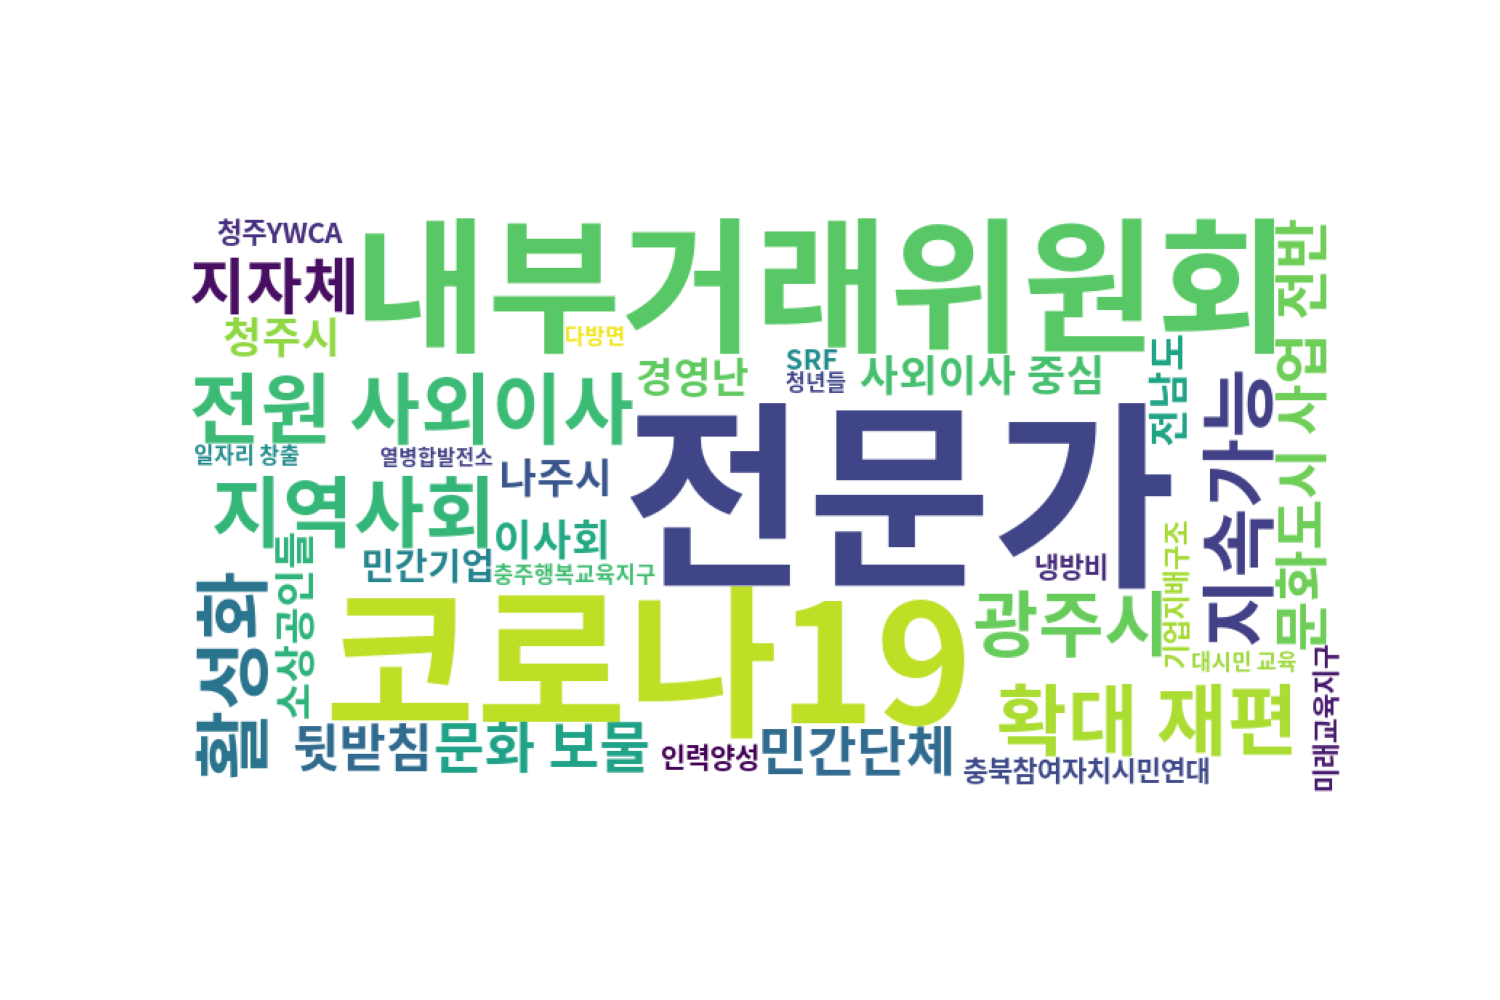 청주YWCA
내부거래위원회
지자체
청주시
다방면
문화도시 사업 전반
경영난
SRF
청년들
사외이사 중심
전남도
전원 사외이사
전문가
지속가능
일자리 창출
열병합발전소
나주시
지역사회
이사회
민간기업
충주행복교육지구
냉방비
기업지배구조
소상공인들
활성화
코로나19
광주시
대시민 교육
미래교육지구
확대 재편
뒷받침
문화 보물
인력양성
민간단체
충북참여자치시민연대